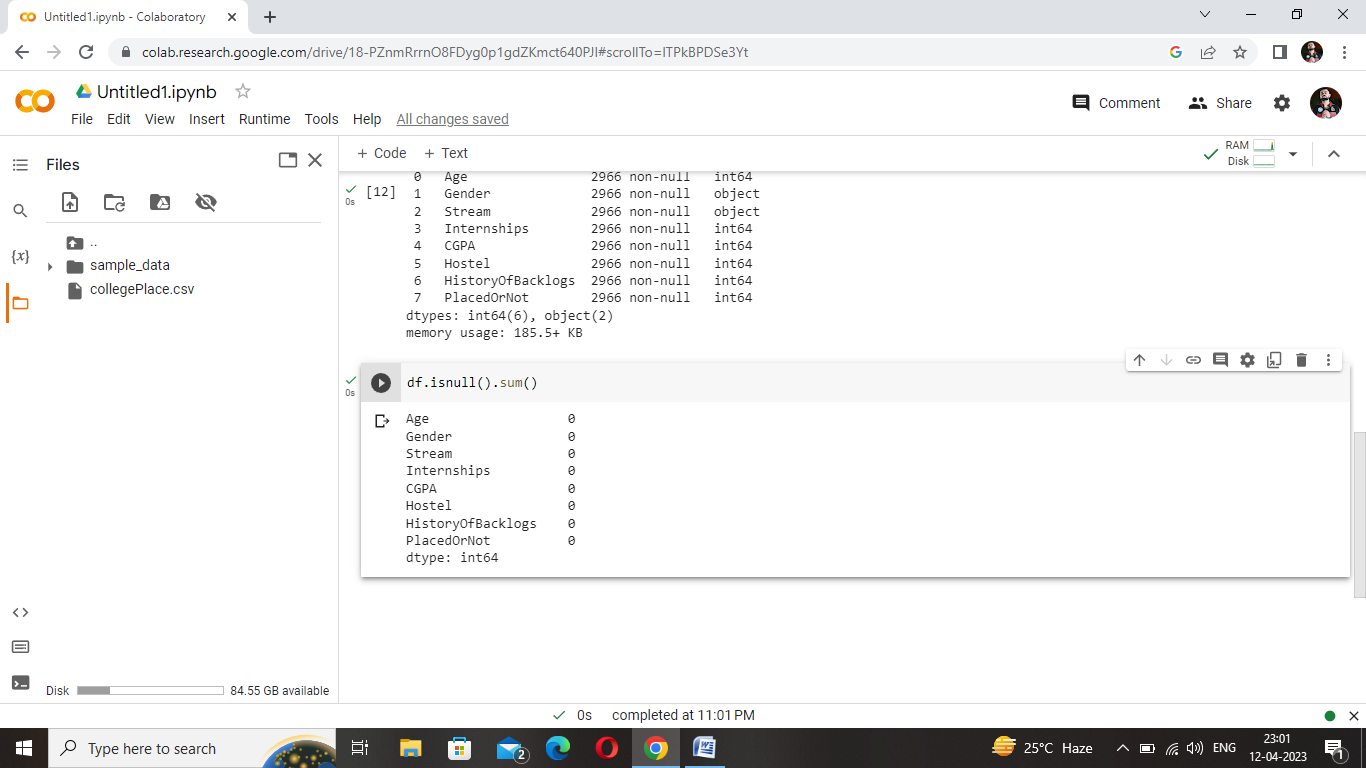 Untitled1.ipynb - Colaboratory
colab.research.google.com/drive/18-PZnmRrrnO8FDyg0p1gdZKmct640PJI#scrollTo=lTPkBPDSe3Yt
Untitled1.ipynb
File Edit View Insert Runtime Tools Help All changes saved
Comment Share
Files
+ Code + Text
RAM
Disk
..
sample_data
collegePlace.csv
[12]
0s
0 Age 2966 non-null int64
1 Gender 2966 non-null object
2 Stream 2966 non-null object
3 Internships 2966 non-null int64
4 CGPA 2966 non-null int64
5 Hostel 2966 non-null int64
6 HistoryOfBacklogs 2966 non-null int64
7 PlacedOrNot 2966 non-null int64
dtypes: int64(6), object(2)
memory usage: 185.5+ KB
0s
df.isnull().sum()
Age 0
Gender 0
Stream 0
Internships 0
CGPA 0
Hostel 0
HistoryOfBacklogs 0
PlacedOrNot 0
dtype: int64
{x}
<>
Disk 84.55 GB available
0s completed at 11:01 PM
Type here to search
2
25°C Haze
ENG
23:01
12-04-2023
1